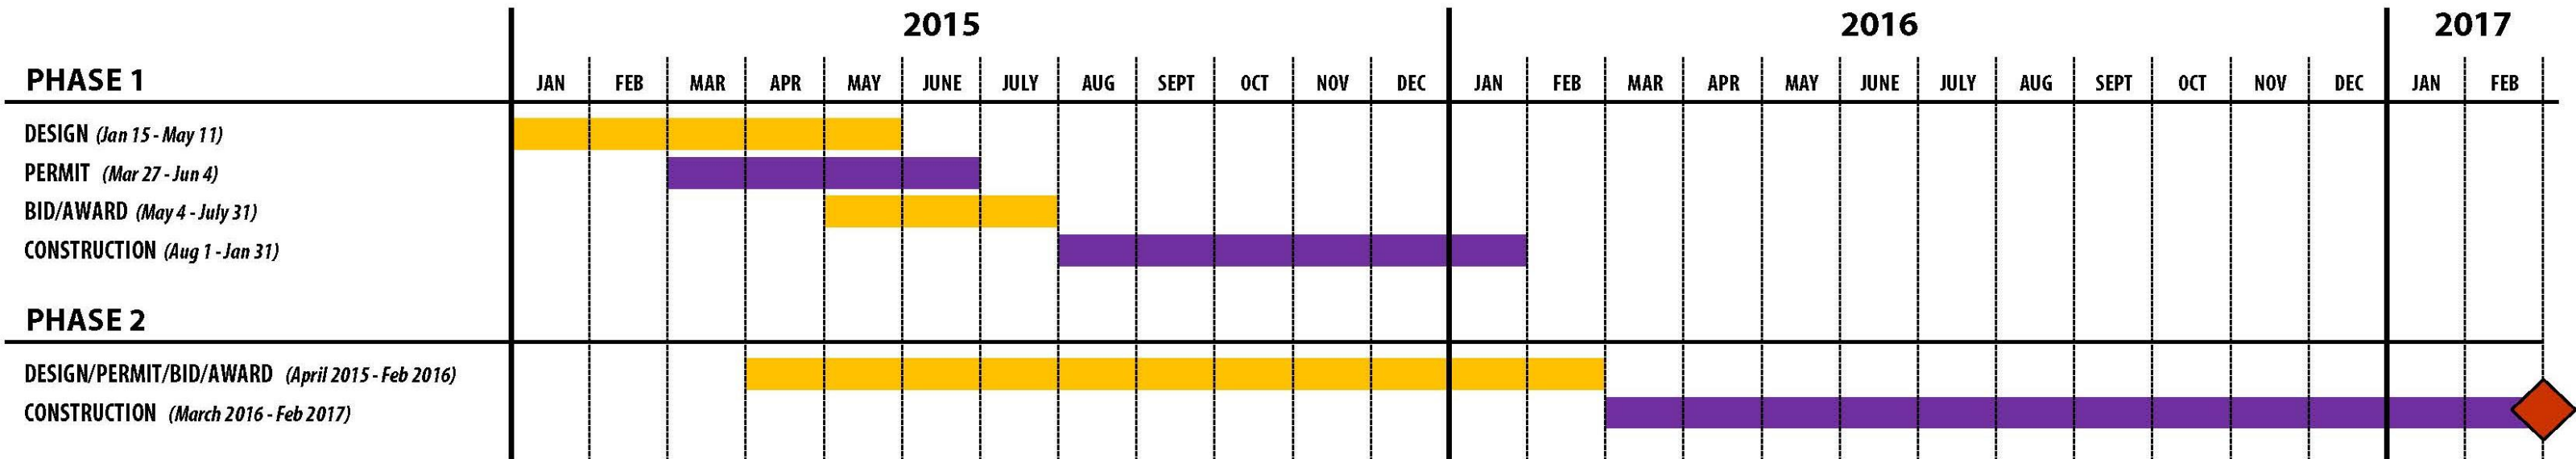 2015 2016 2017
PHASE 1 JAN FEB MAR APR MAY JUNE JULY AUG SEPT OCT NOV DEC JAN FEB MAR APR MAY JUNE JULY AUG SEPT OCT NOV DEC JAN FEB
DESIGN (Jan 15 - May 11)
PERMIT (Mar 27 - Jun 4)
BID/AWARD (May 4 - July 31)
CONSTRUCTION (Aug 1 - Jan 31)
PHASE 2
DESIGN/PERMIT/BID/AWARD (April 2015 - Feb 2016)
CONSTRUCTION (March 2016 - Feb 2017)